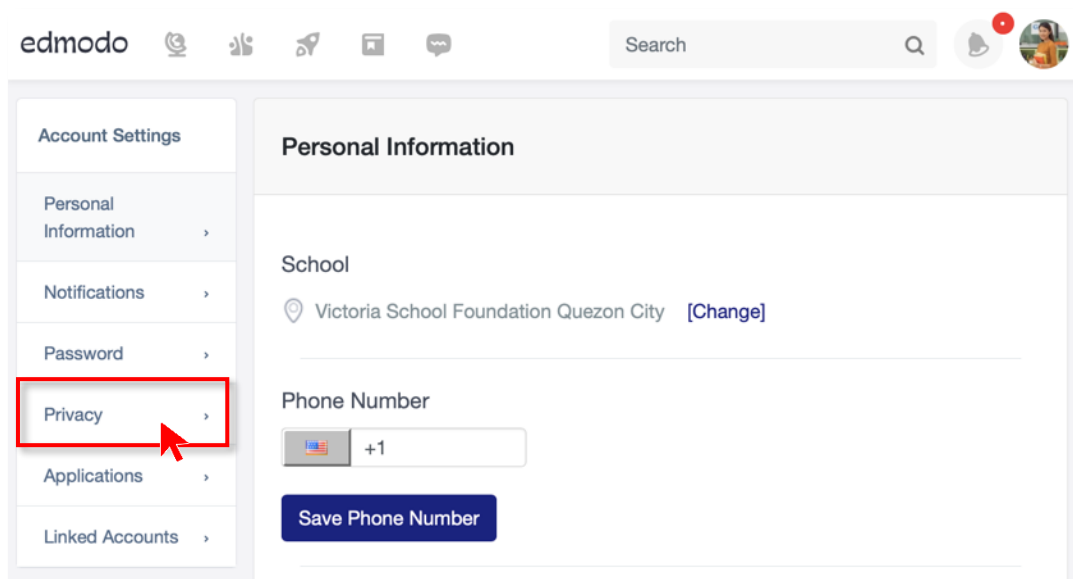 edmodo
Search
Account Settings
Personal
Information ›
Notifications ›
Password ›
Privacy ›
Applications ›
Linked Accounts ›
Personal Information
School
Victoria School Foundation Quezon City [Change]
Phone Number
+1
Save Phone Number